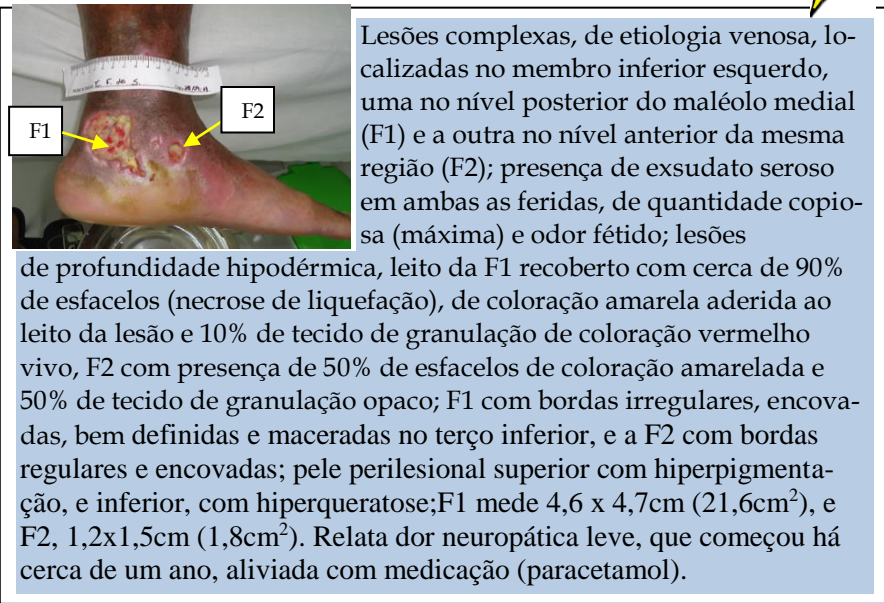 Lesões complexas, de etiologia venosa, lo-
calizadas no membro inferior esquerdo,
uma no nível posterior do maléolo medial
(F1) e a outra no nível anterior da mesma
região (F2); presença de exsudato seroso
em ambas as feridas, de quantidade copio-
sa (máxima) e odor fétido; lesões
F1
F2
de profundidade hipodérmica, leito da F1 recoberto com cerca de 90%
de esfacelos (necrose de liquefação), de coloração amarela aderida ao
leito da lesão e 10% de tecido de granulação de coloração vermelho
vivo, F2 com presença de 50% de esfacelos de coloração amarelada e
50% de tecido de granulação opaco; F1 com bordas irregulares, encova-
das, bem definidas e maceradas no terço inferior, e a F2 com bordas
regulares e encovadas; pele perilesional superior com hiperpigmenta-
ção, e inferior, com hiperqueratose;F1 mede 4,6 x 4,7cm (21,6cm²), e
F2, 1,2x1,5cm (1,8cm²). Relata dor neuropática leve, que começou há
cerca de um ano, aliviada com medicação (paracetamol).